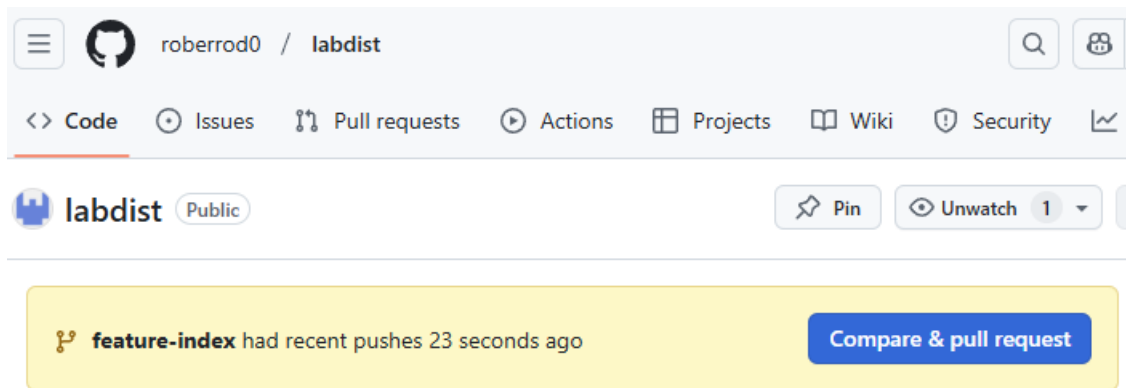 roberrod0 / labdist
<> Code Issues Pull requests Actions Projects Wiki Security
labdist Public Pin Unwatch 1
feature-index had recent pushes 23 seconds ago Compare & pull request